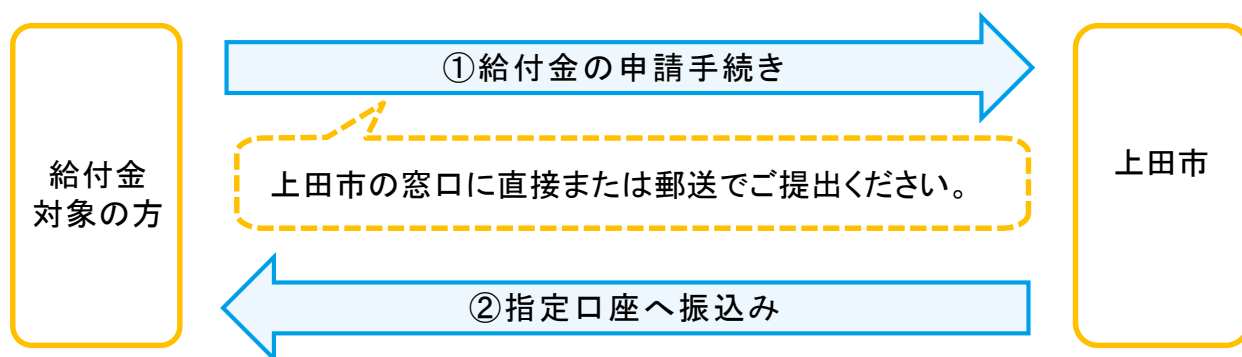 給付金
対象の方
①給付金の申請手続き
上田市の窓口に直接または郵送でご提出ください。
②指定口座へ振込み
上田市